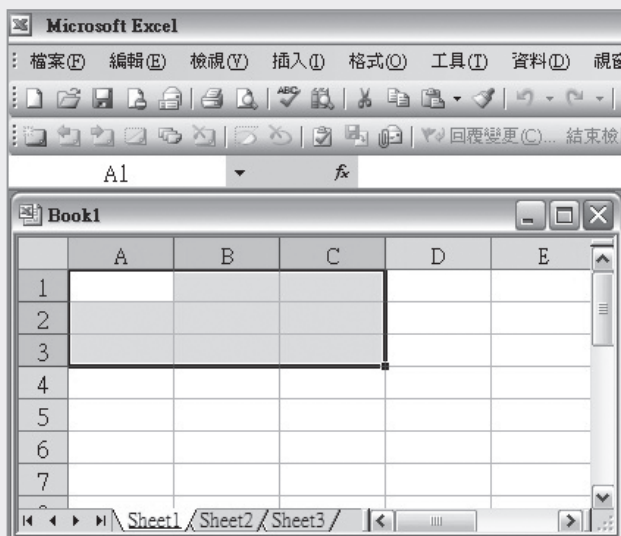 Microsoft Excel
檔案(F) 編輯(E) 檢視(V) 插入(I) 格式(O) 工具(T) 資料(D) 視窗
ABC
回覆變更(C)... 結束檢
A1 fx
Book1
A B C D E
1
2
3
4
5
6
7
Sheet1 Sheet2 Sheet3